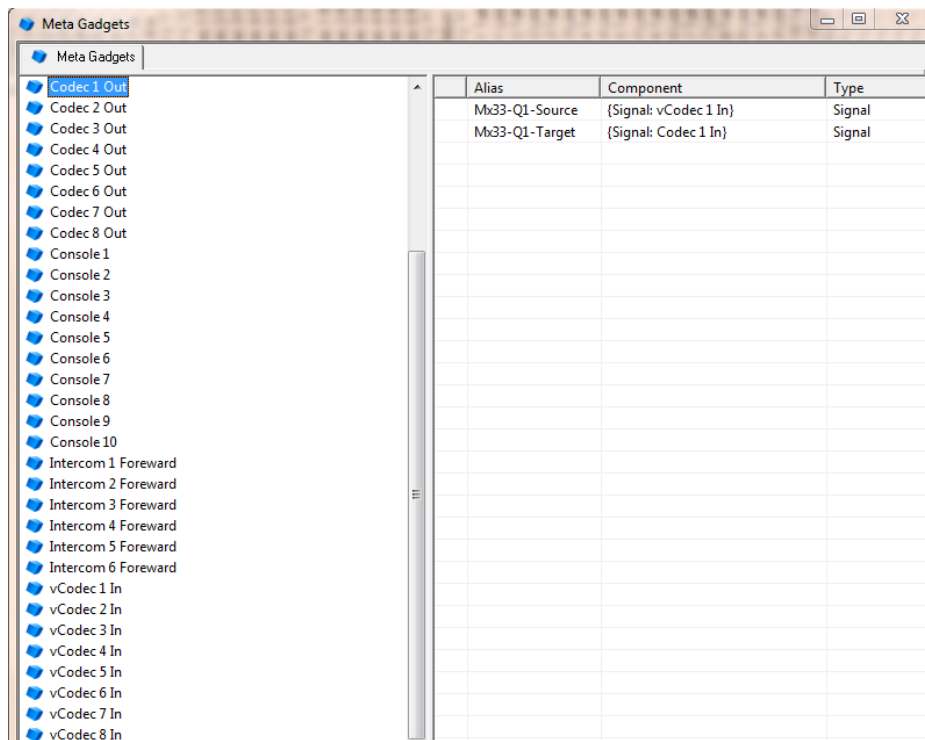 Meta Gadgets
Meta Gadgets
Codec 1 Out
Codec 2 Out
Codec 3 Out
Codec 4 Out
Codec 5 Out
Codec 6 Out
Codec 7 Out
Codec 8 Out
Console 1
Console 2
Console 3
Console 4
Console 5
Console 6
Console 7
Console 8
Console 9
Console 10
Intercom 1 Foreward
Intercom 2 Foreward
Intercom 3 Foreward
Intercom 4 Foreward
Intercom 5 Foreward
Intercom 6 Foreward
vCodec 1 In
vCodec 2 In
vCodec 3 In
vCodec 4 In
vCodec 5 In
vCodec 6 In
vCodec 7 In
vCodec 8 In
Alias Component Type
Mx33-Q1-Source {Signal: vCodec 1 In} Signal
Mx33-Q1-Target {Signal: Codec 1 In} Signal